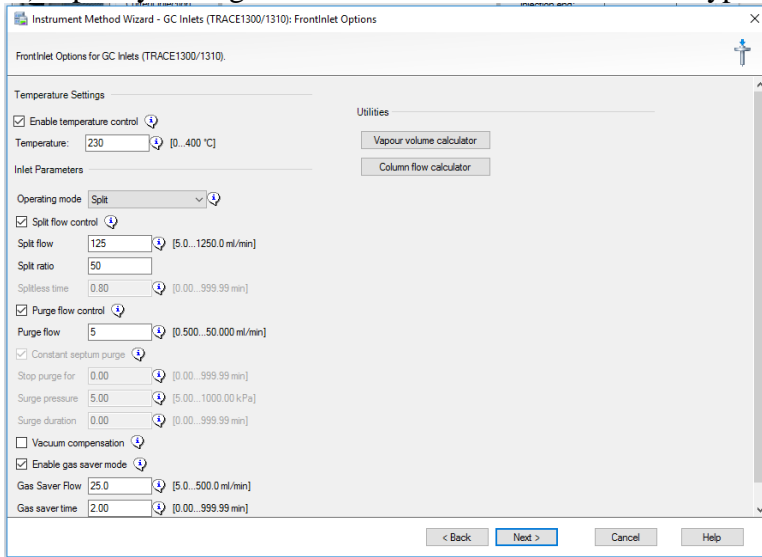 Instrument Method Wizard - GC Inlets (TRACE1300/1310): FrontInlet Options
FrontInlet Options for GC Inlets (TRACE1300/1310).
Temperature Settings
Enable temperature control
Temperature: 230 [0...400 °C]
Inlet Parameters
Operating mode Split
Split flow control
Split flow 125 [5.0...1250.0 ml/min]
Split ratio 50
Splitless time 0.80 [0.00...999.99 min]
Purge flow control
Purge flow 5 [0.500...50.000 ml/min]
Constant septum purge
Stop purge for 0.00 [0.00...999.99 min]
Surge pressure 5.00 [5.00...1000.00 kPa]
Surge duration 0.00 [0.00...999.99 min]
Vacuum compensation
Enable gas saver mode
Gas Saver Flow 25.0 [5.0...500.0 ml/min]
Gas saver time 2.00 [0.00...999.99 min]
Utilities
Vapour volume calculator
Column flow calculator
< Back Next > Cancel Help